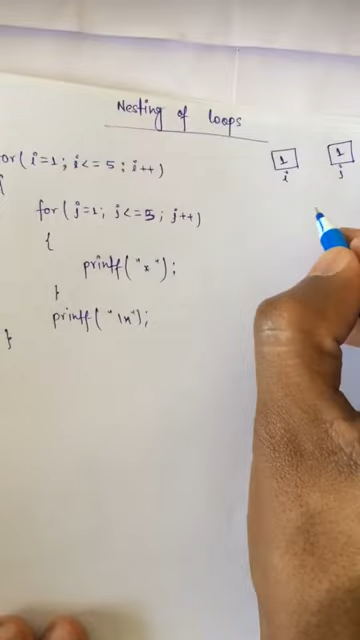 Nesting of loops
or(i=1; i<=5; i++)
{
for(j=1; j<=5; j++)
{
printf("*");
}
printf("\n");
}
1 1
i j